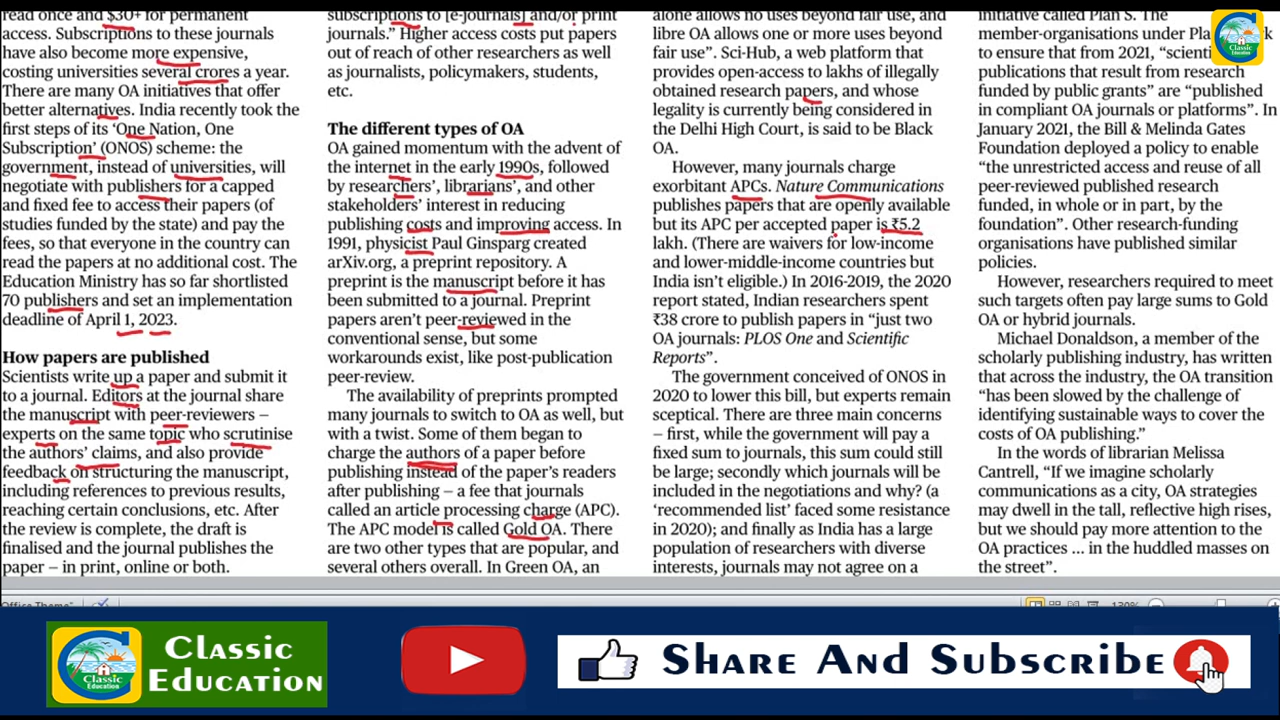 read once and $30+ for permanent
access. Subscriptions to these journals
have also become more expensive,
costing universities several crores a year.
There are many OA initiatives that offer
better alternatives. India recently took the
first steps of its ‘One Nation, One
Subscription’ (ONOS) scheme: the
government, instead of universities, will
negotiate with publishers for a capped
and fixed fee to access their papers (of
studies funded by the state) and pay the
fees, so that everyone in the country can
read the papers at no additional cost. The
Education Ministry has so far shortlisted
70 publishers and set an implementation
deadline of April 1, 2023.
How papers are published
Scientists write up a paper and submit it
to a journal. Editors at the journal share
the manuscript with peer-reviewers —
experts on the same topic who scrutinise
the authors’ claims, and also provide
feedback on structuring the manuscript,
including references to previous results,
reaching certain conclusions, etc. After
the review is complete, the draft is
finalised and the journal publishes the
paper — in print, online or both.
subscriptions to [e-journals] and/or print
journals.” Higher access costs put papers
out of reach of other researchers as well
as journalists, policymakers, students,
etc.
The different types of OA
OA gained momentum with the advent of
the internet in the early 1990s, followed
by researchers’, librarians’, and other
stakeholders’ interest in reducing
publishing costs and improving access. In
1991, physicist Paul Ginsparg created
arXiv.org, a preprint repository. A
preprint is the manuscript before it has
been submitted to a journal. Preprint
papers aren’t peer-reviewed in the
conventional sense, but some
workarounds exist, like post-publication
peer-review.
The availability of preprints prompted
many journals to switch to OA as well, but
with a twist. Some of them began to
charge the authors of a paper before
publishing instead of the paper’s readers
after publishing — a fee that journals
called an article processing charge (APC).
The APC model is called Gold OA. There
are two other types that are popular, and
several others overall. In Green OA, an
alone allows no uses beyond fair use, and
libre OA allows one or more uses beyond
fair use”. Sci-Hub, a web platform that
provides open-access to lakhs of illegally
obtained research papers, and whose
legality is currently being considered in
the Delhi High Court, is said to be Black
OA.
However, many journals charge
exorbitant APCs. Nature Communications
publishes papers that are openly available
but its APC per accepted paper is ₹5.2
lakh. (There are waivers for low-income
and lower-middle-income countries but
India isn’t eligible.) In 2016-2019, the 2020
report stated, Indian researchers spent
₹38 crore to publish papers in “just two
OA journals: PLOS One and Scientific
Reports”.
The government conceived of ONOS in
2020 to lower this bill, but experts remain
sceptical. There are three main concerns
— first, while the government will pay a
fixed sum to journals, this sum could still
be large; secondly which journals will be
included in the negotiations and why? (a
‘recommended list’ faced some resistance
in 2020); and finally as India has a large
population of researchers with diverse
interests, journals may not agree on a
initiative called Plan S. The
member-organisations under
to ensure that from 2021, “scientific
publications that result from research
funded by public grants” are “published
in compliant OA journals or platforms”. In
January 2021, the Bill & Melinda Gates
Foundation deployed a policy to enable
“the unrestricted access and reuse of all
peer-reviewed published research
funded, in whole or in part, by the
foundation”. Other research-funding
organisations have published similar
policies.
However, researchers required to meet
such targets often pay large sums to Gold
OA or hybrid journals.
Michael Donaldson, a member of the
scholarly publishing industry, has written
that across the industry, the OA transition
“has been slowed by the challenge of
identifying sustainable ways to cover the
costs of OA publishing.”
In the words of librarian Melissa
Cantrell, “If we imagine scholarly
communications as a city, OA strategies
may dwell in the tall, reflective high rises,
but we should pay more attention to the
OA practices ... in the huddled masses on
the street”.
Classic
Education
Classic
Education
Classic
Education
Share And Subscribe